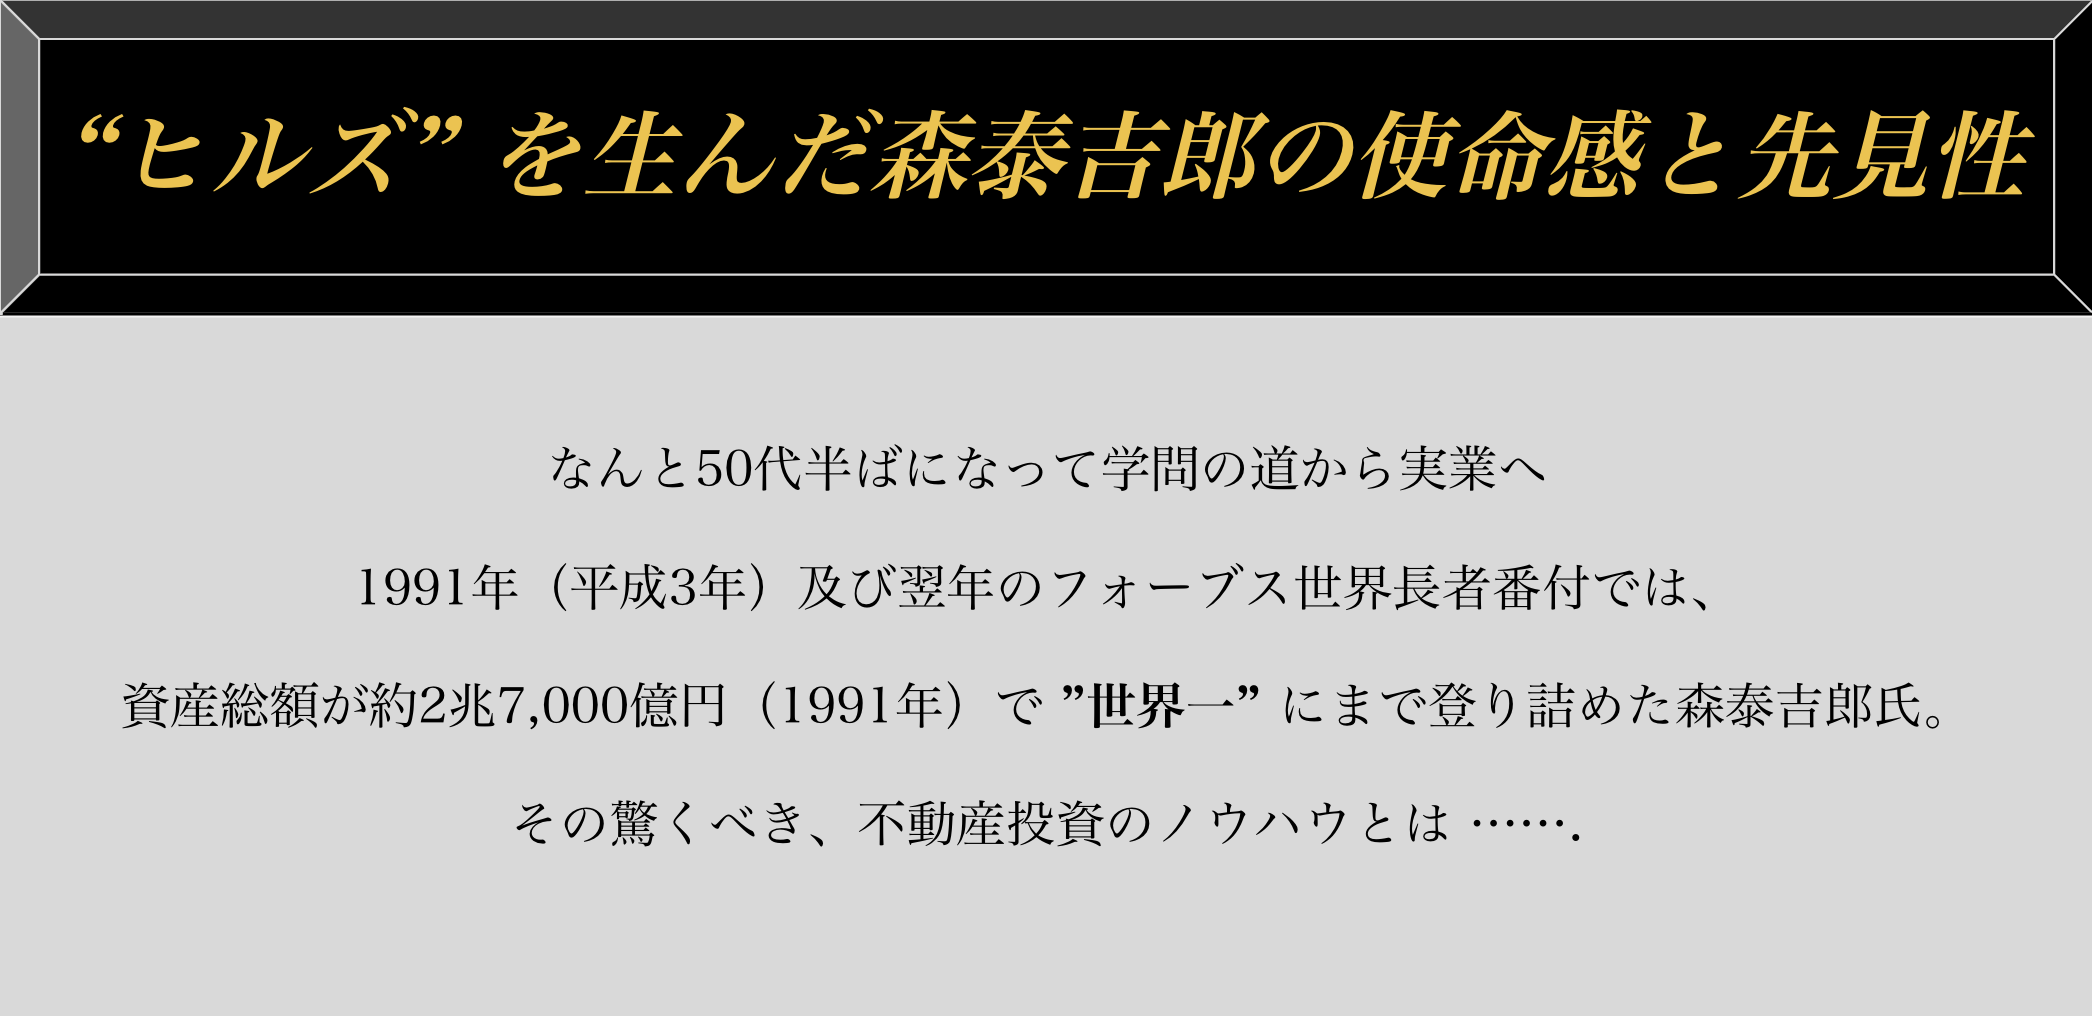 “ヒルズ” を生んだ森泰吉郎の使命感と先見性
なんと50代半ばになって学問の道から実業へ
1991年（平成3年）及び翌年のフォーブス世界長者番付では、
資産総額が約2兆7,000億円（1991年）で ”世界一” にまで登り詰めた森泰吉郎氏。
その驚くべき、不動産投資のノウハウとは …….